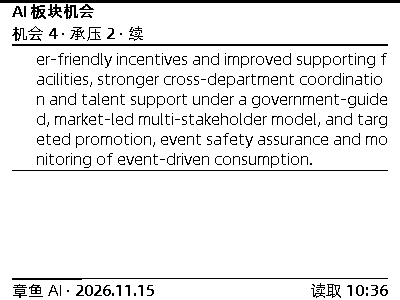 AI 板块机会
机会 4 · 承压 2 · 续
er-friendly incentives and improved supporting f
acilities, stronger cross-department coordinatio
n and talent support under a government-guide
d, market-led multi-stakeholder model, and targ
eted promotion, event safety assurance and mo
nitoring of event-driven consumption.
章鱼 AI · 2026.11.15
读取 10:36